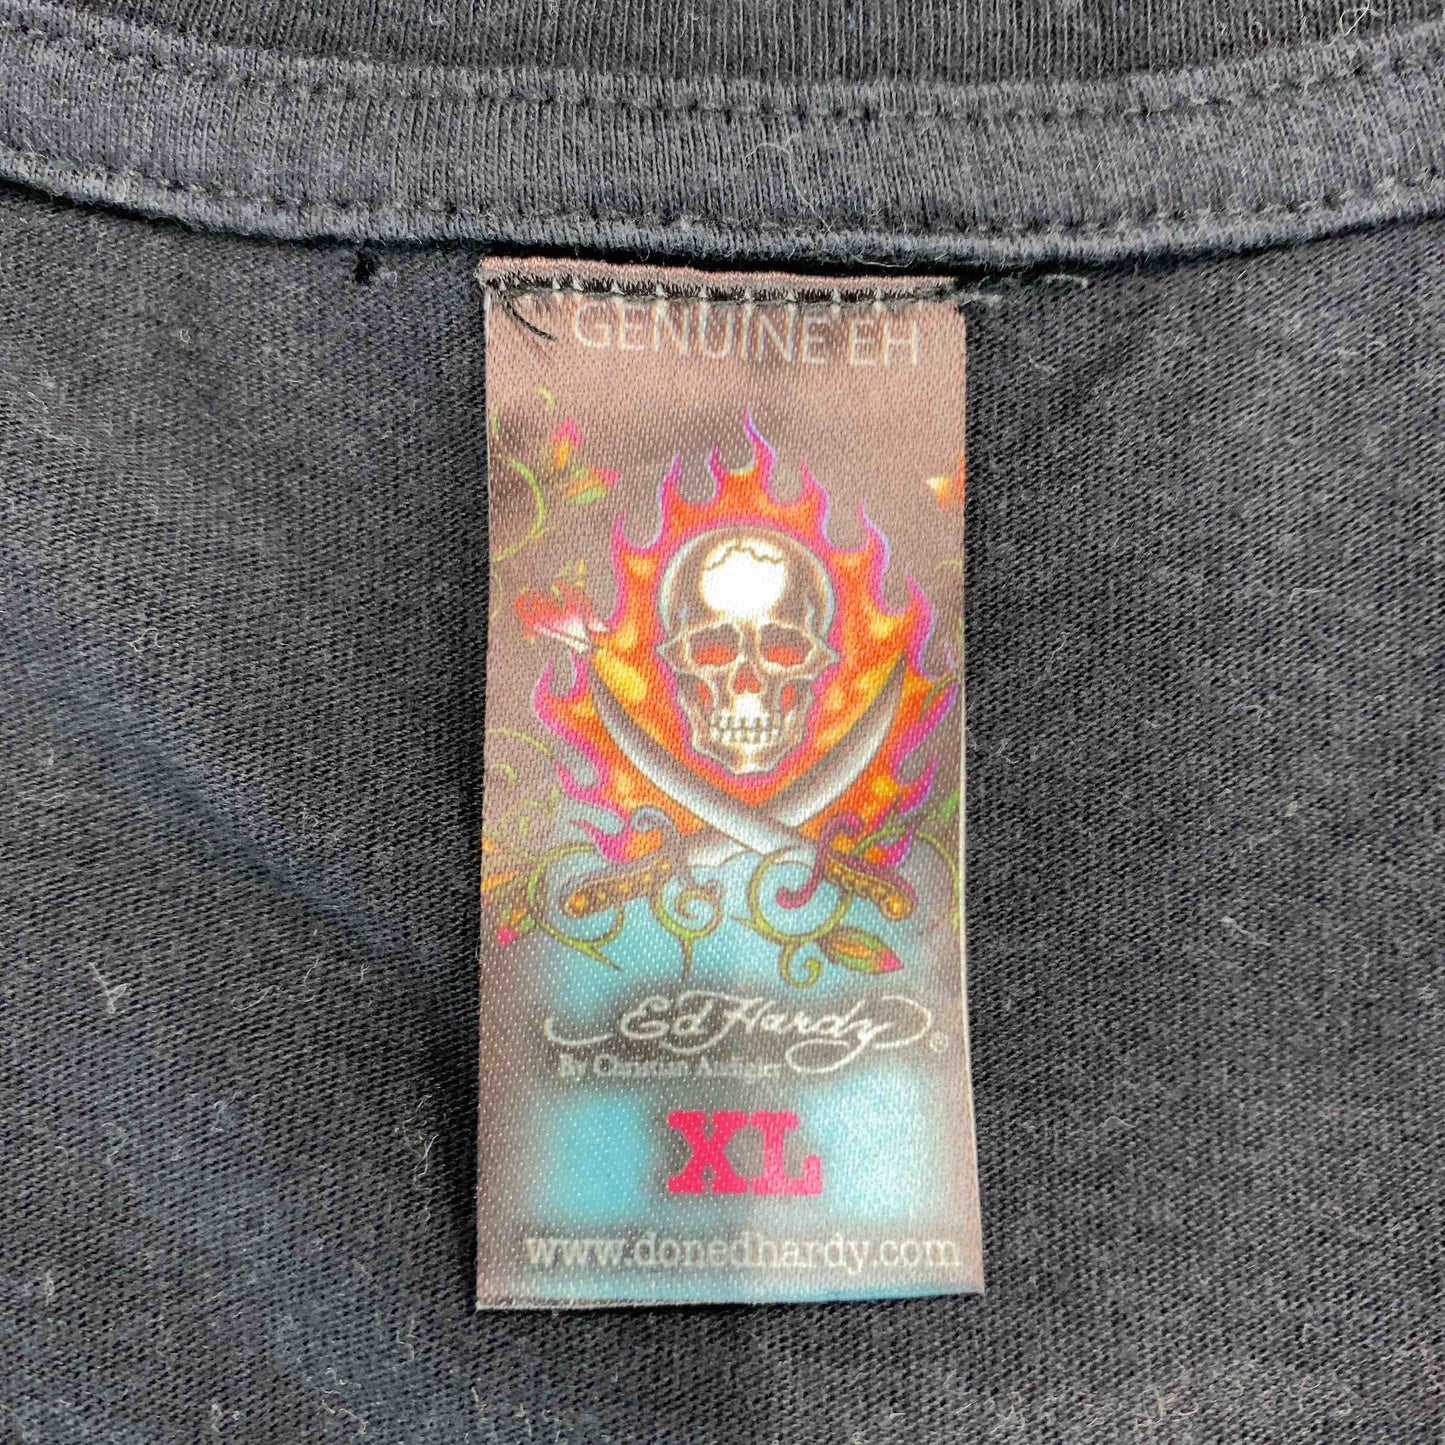 GENUINE EH
Ed Hardy®
By Christian Audigier
XL
www.donedhardy.com